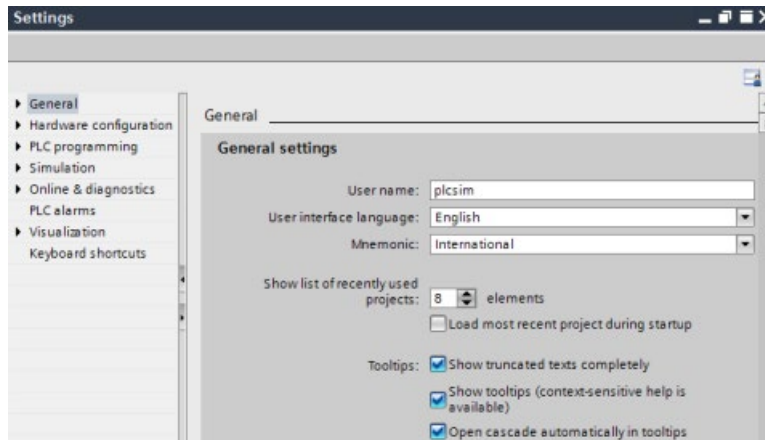 Settings
General
Hardware configuration
PLC programming
Simulation
Online & diagnostics
PLC alarms
Visualization
Keyboard shortcuts
General
General settings
User name: plcsim
User interface language: English
Mnemonic: International
Show list of recently used
projects: 8 elements
Load most recent project during startup
Tooltips: Show truncated texts completely
Show tooltips (context-sensitive help is
available)
Open cascade automatically in tooltips